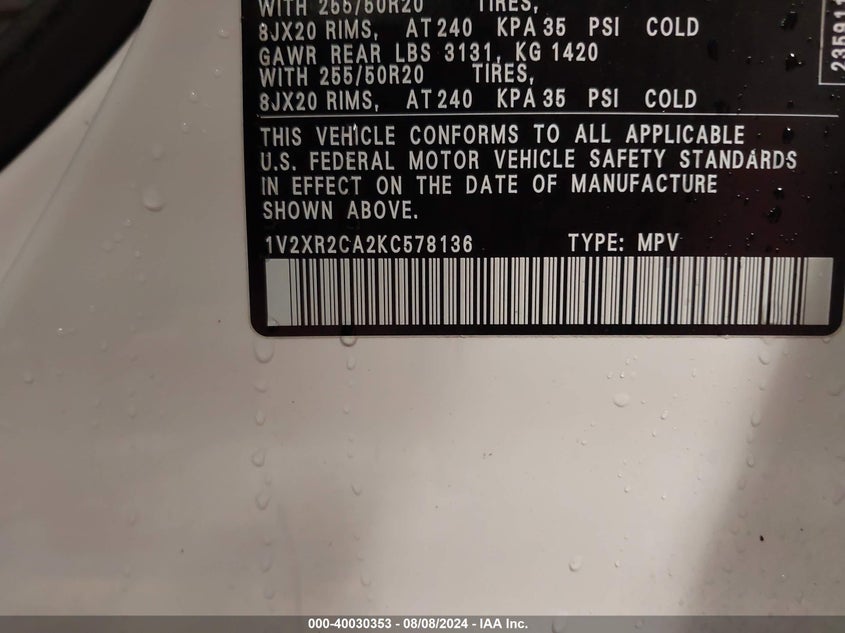 WITH 255/50R20 TIRES,
8JX20 RIMS, AT 240 KPA 35 PSI COLD
GAWR REAR LBS 3131, KG 1420
WITH 255/50R20 TIRES,
8JX20 RIMS, AT 240 KPA 35 PSI COLD
THIS VEHICLE CONFORMS TO ALL APPLICABLE
U.S. FEDERAL MOTOR VEHICLE SAFETY STANDARDS
IN EFFECT ON THE DATE OF MANUFACTURE
SHOWN ABOVE.
1V2XR2CA2KC578136 TYPE: MPV
000-40030353 - 08/08/2024 - IAA Inc.